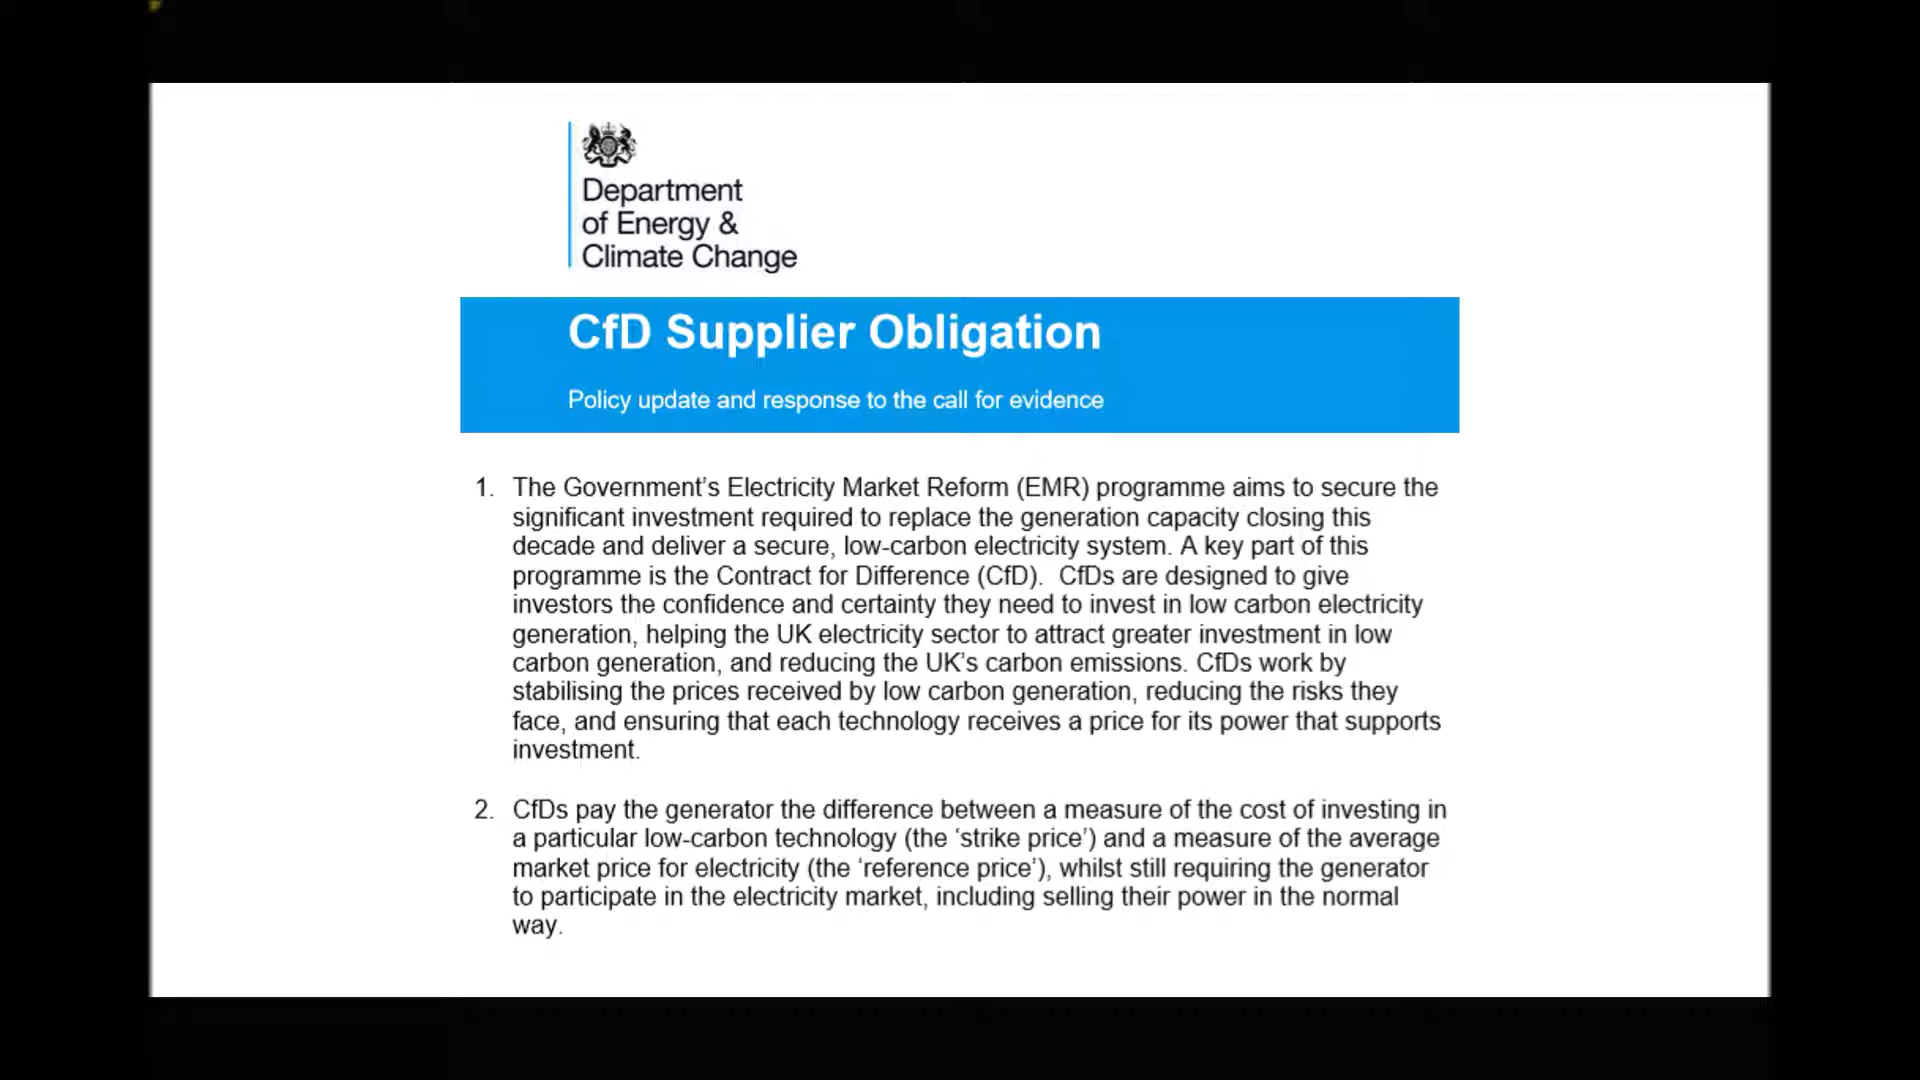 Department
of Energy &
Climate Change
CfD Supplier Obligation
Policy update and response to the call for evidence
1. The Government’s Electricity Market Reform (EMR) programme aims to secure the
significant investment required to replace the generation capacity closing this
decade and deliver a secure, low-carbon electricity system. A key part of this
programme is the Contract for Difference (CfD).  CfDs are designed to give
investors the confidence and certainty they need to invest in low carbon electricity
generation, helping the UK electricity sector to attract greater investment in low
carbon generation, and reducing the UK’s carbon emissions. CfDs work by
stabilising the prices received by low carbon generation, reducing the risks they
face, and ensuring that each technology receives a price for its power that supports
investment.
2. CfDs pay the generator the difference between a measure of the cost of investing in
a particular low-carbon technology (the ‘strike price’) and a measure of the average
market price for electricity (the ‘reference price’), whilst still requiring the generator
to participate in the electricity market, including selling their power in the normal
way.